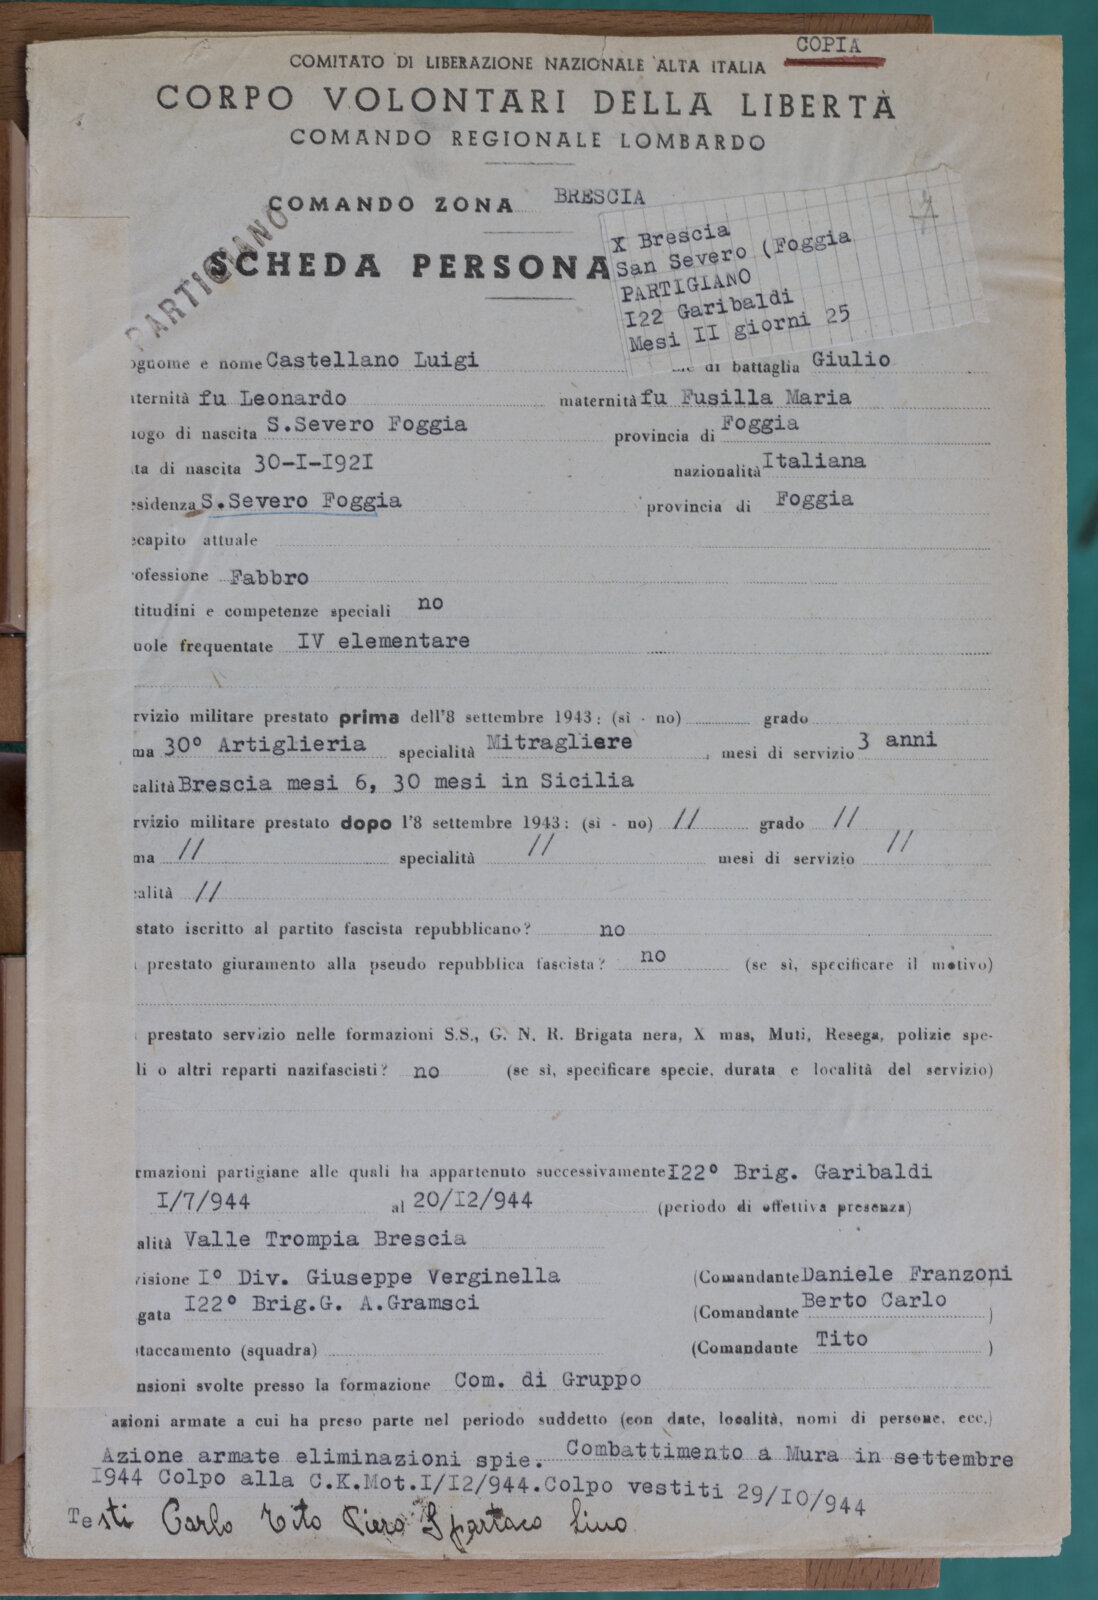 COPIA
COMITATO DI LIBERAZIONE NAZIONALE ALTA ITALIA
CORPO VOLONTARI DELLA LIBERTÀ
COMANDO REGIONALE LOMBARDO
COMANDO ZONA BRESCIA
PARTIGIANO
SCHEDA PERSONA
X Brescia
San Severo (Foggia
PARTIGIANO
I22 Garibaldi
Mesi II giorni 25
ognome e nome Castellano Luigi di battaglia Giulio
aternità fu Leonardo maternità fu Fusilla Maria
uogo di nascita S.Severo Foggia provincia di Foggia
ta di nascita 30-I-I92I nazionalità Italiana
esidenza S.Severo Foggia provincia di Foggia
ecapito attuale
ofessione Fabbro
titudini e competenze speciali no
uole frequentate IV elementare
rvizio militare prestato prima dell'8 settembre 1943: (sì - no) grado
ma 30° Artiglieria specialità Mitragliere mesi di servizio 3 anni
calità Brescia mesi 6, 30 mesi in Sicilia
rvizio militare prestato dopo l'8 settembre 1943: (sì - no) // grado //
ma // specialità // mesi di servizio //
alità //
stato iscritto al partito fascista repubblicano? no
prestato giuramento alla pseudo repubblica fascista? no (se sì, specificare il motivo)
prestato servizio nelle formazioni S.S., G. N. R. Brigata nera, X mas, Muti, Resega, polizie spe-
li o altri reparti nazifascisti? no (se sì, specificare specie, durata e località del servizio)
rmazioni partigiane alle quali ha appartenuto successivamente I22° Brig. Garibaldi
I/7/944 al 20/I2/944 (periodo di effettiva presenza)
alità Valle Trompia Brescia
visione I° Div. Giuseppe Verginella (Comandante Daniele Franzoni)
gata I22° Brig.G. A.Gramsci (Comandante Berto Carlo )
staccamento (squadra) (Comandante Tito )
nsioni svolte presso la formazione Com. di Gruppo
azioni armate a cui ha preso parte nel periodo suddetto (con date, località, nomi di persone, ecc.)
Azione armate eliminazioni spie. Combattimento a Mura in settembre
I944 Colpo alla C.K.Mot.I/I2/944.Colpo vestiti 29/IO/944
Testi Carlo Tito Piero Spartaco Lino